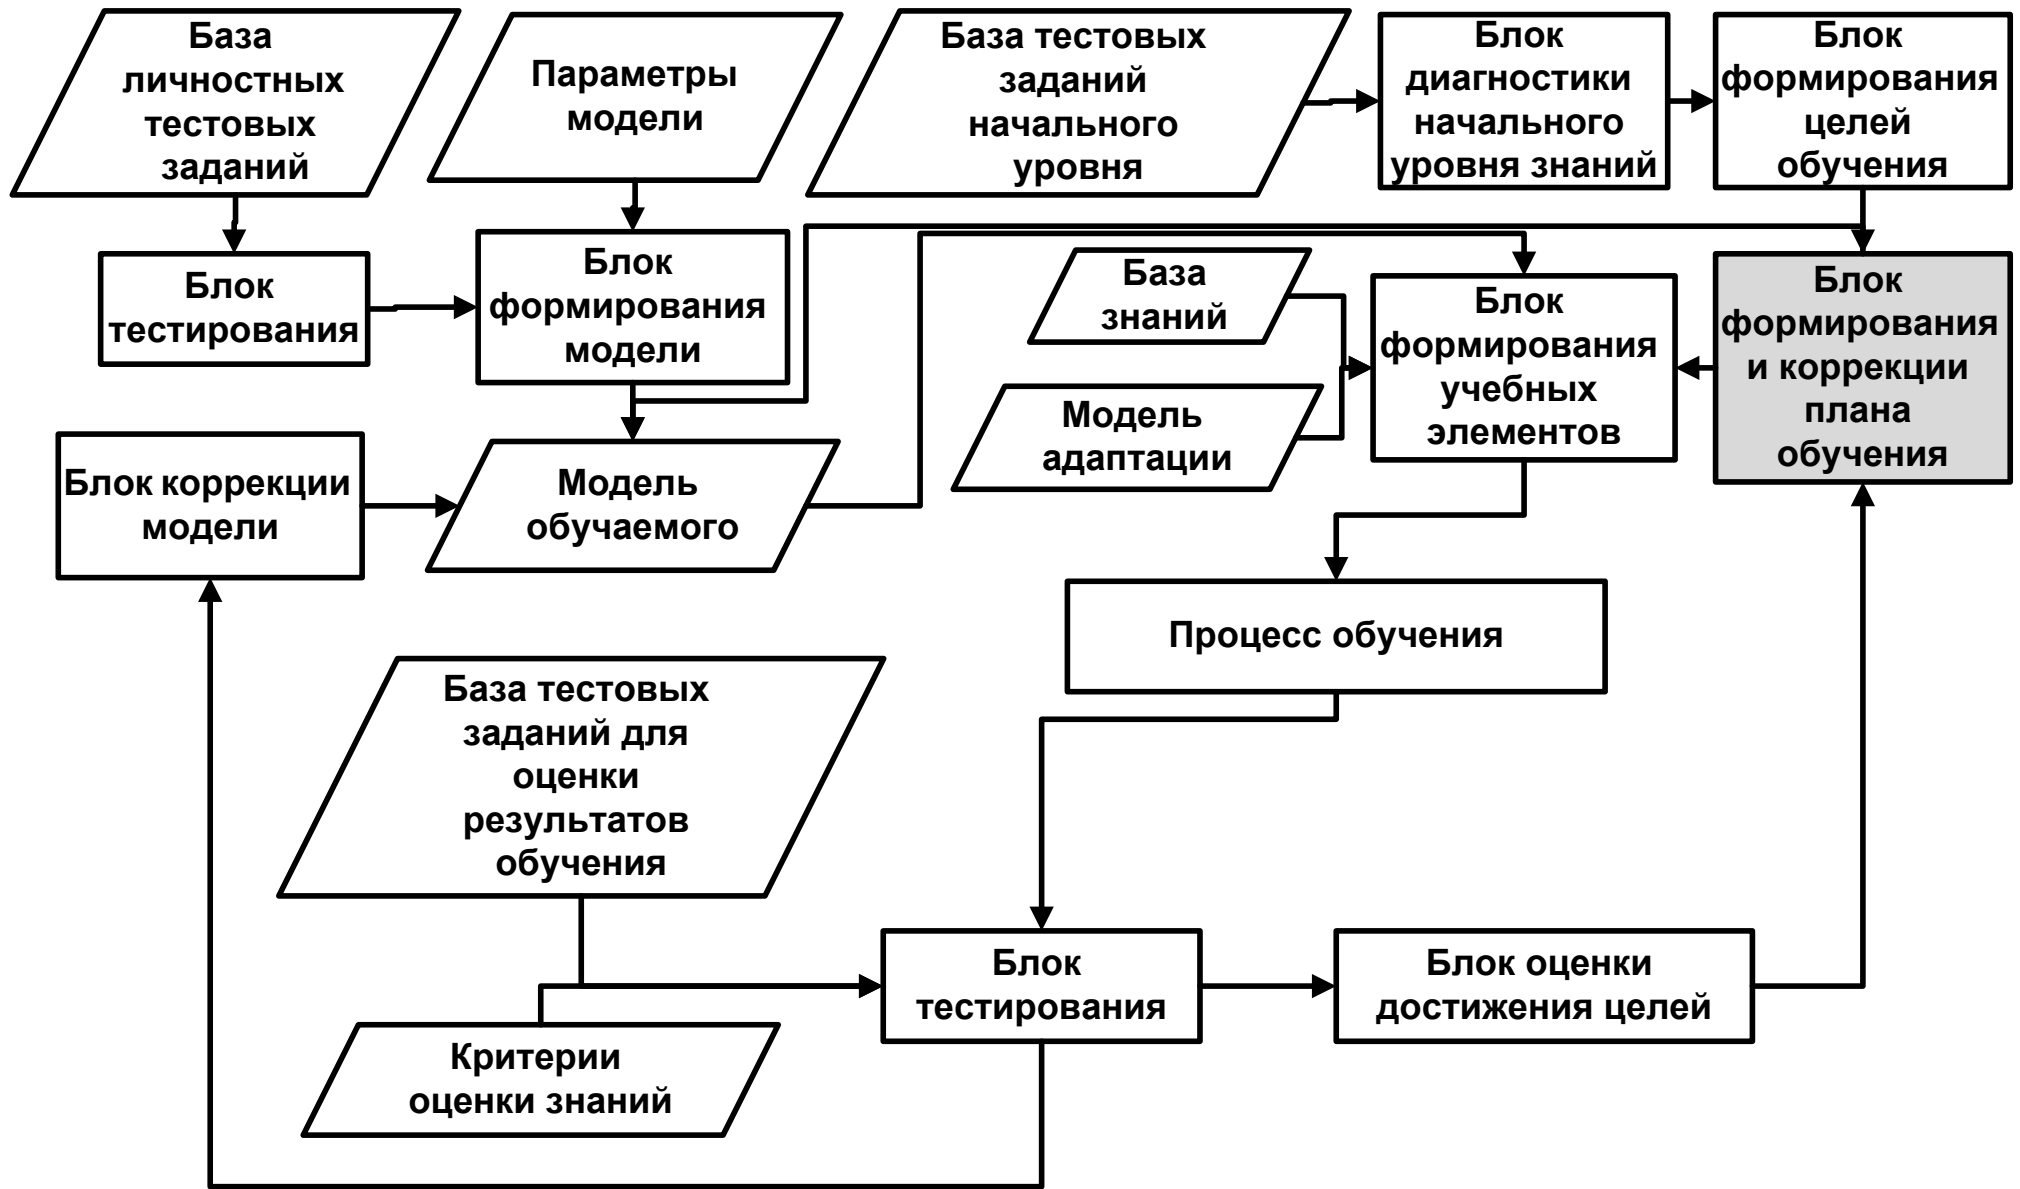 База
личностных
тестовых
заданий
Параметры
модели
База тестовых
заданий
начального
уровня
Блок
диагностики
начального
уровня знаний
Блок
формирования
целей
обучения
Блок
тестирования
Блок
формирования
модели
База
знаний
Модель
адаптации
Блок
формирования
учебных
элементов
Блок
формирования
и коррекции
плана
обучения
Блок коррекции
модели
Модель
обучаемого
Процесс обучения
База тестовых
заданий для
оценки
результатов
обучения
Критерии
оценки знаний
Блок
тестирования
Блок оценки
достижения целей